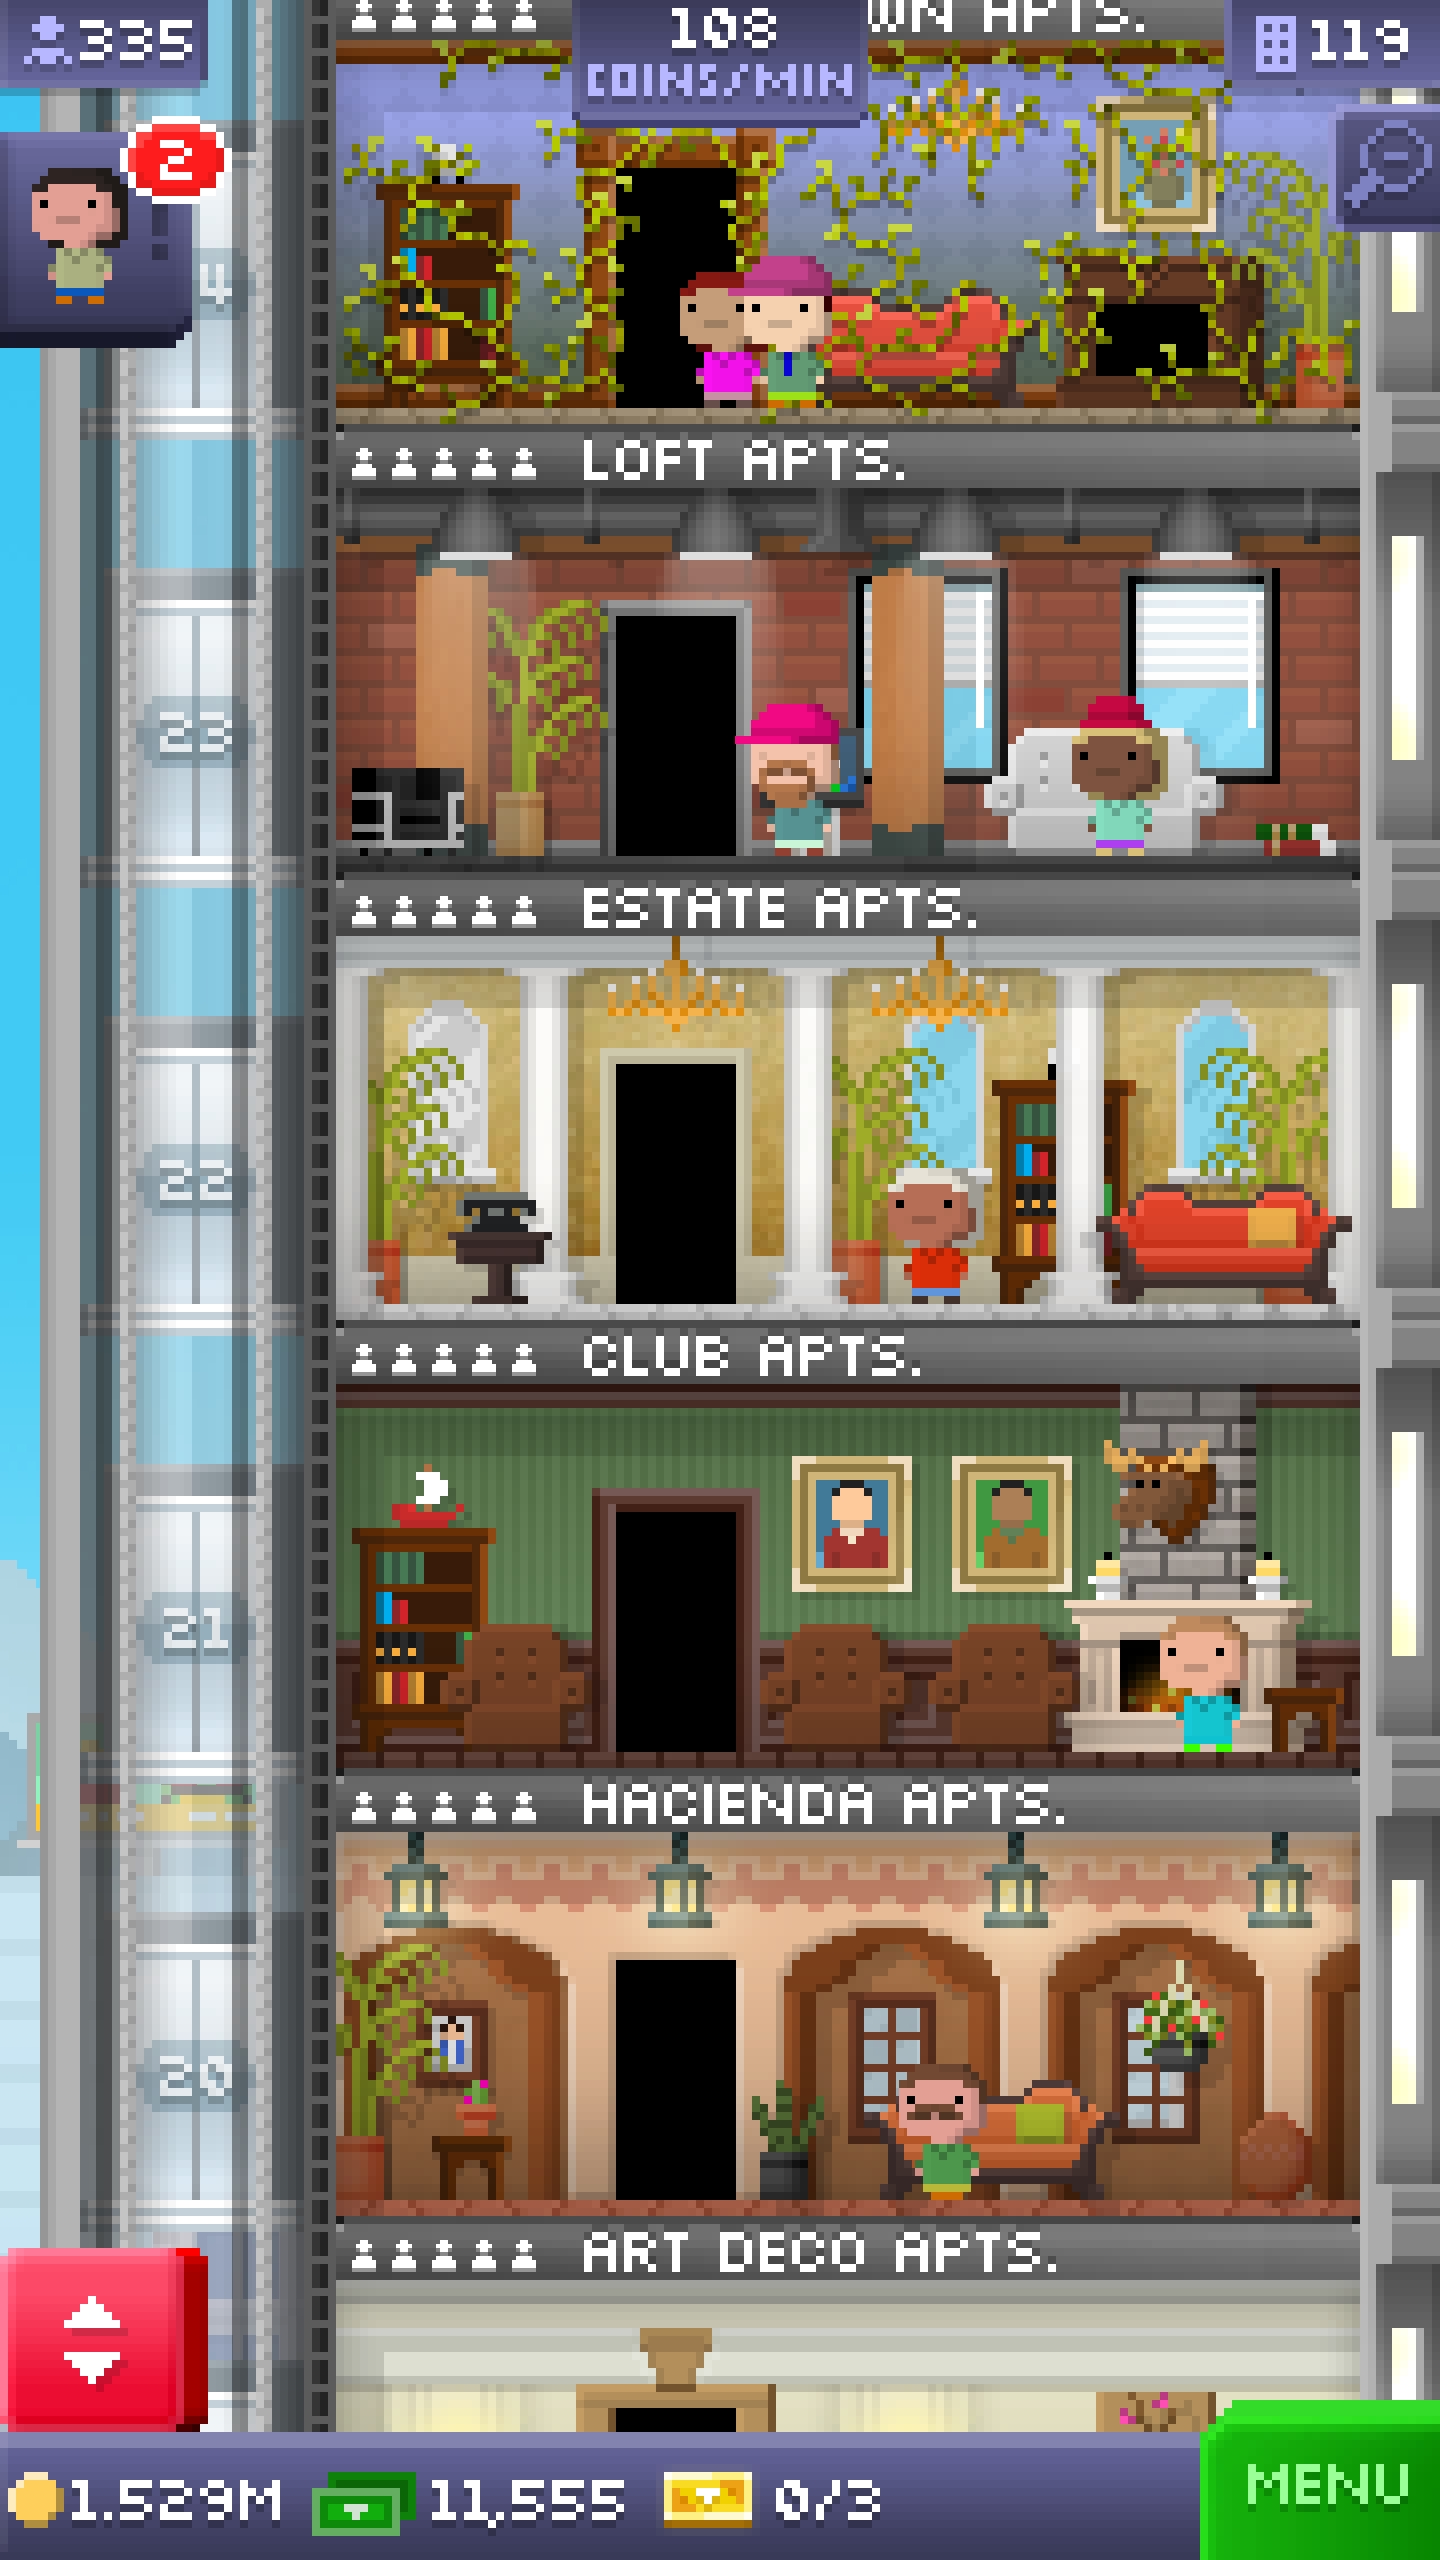 335
108
COINS/MIN
WN APTS.
119
2
4
LOFT APTS.
23
ESTATE APTS.
22
CLUB APTS.
21
HACIENDA APTS.
20
ART DECO APTS.
1.529M
11,555
0/3
MENU